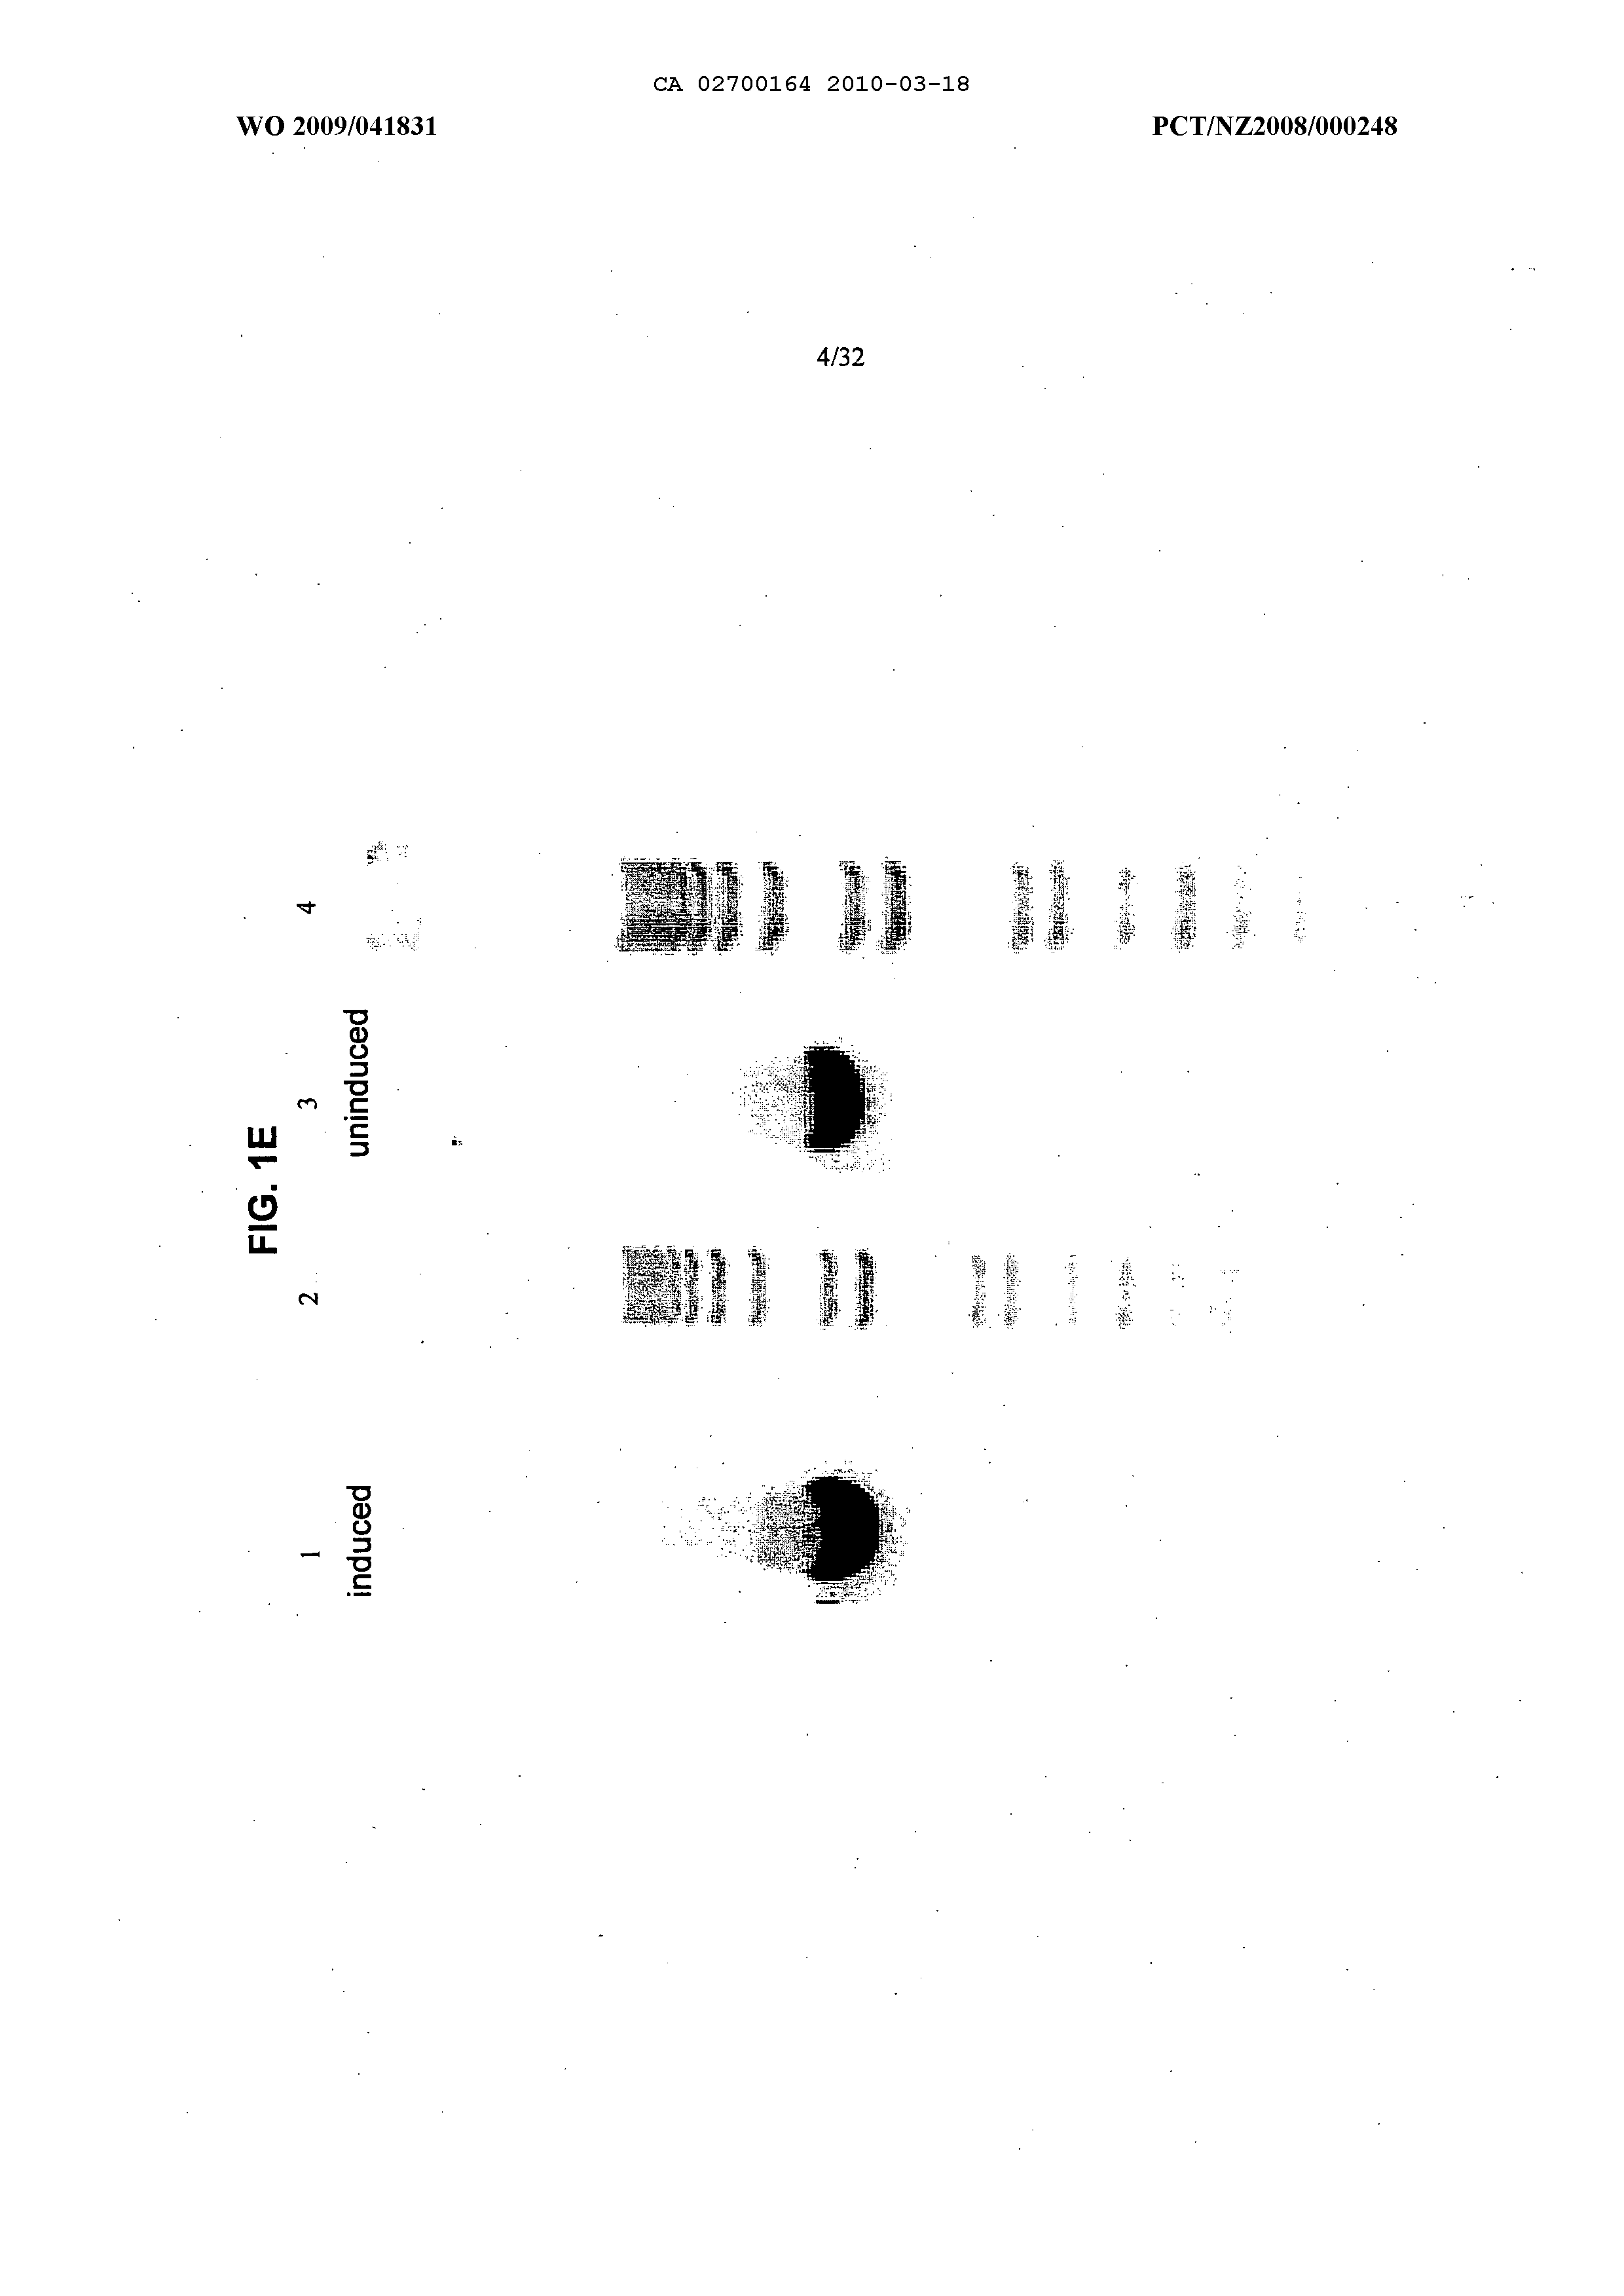 CA 02700164 2010-03-18
WO 2009/041831 PCT/NZ2008/000248
4/32
FIG. 1E
1 2 3 4
induced uninduced